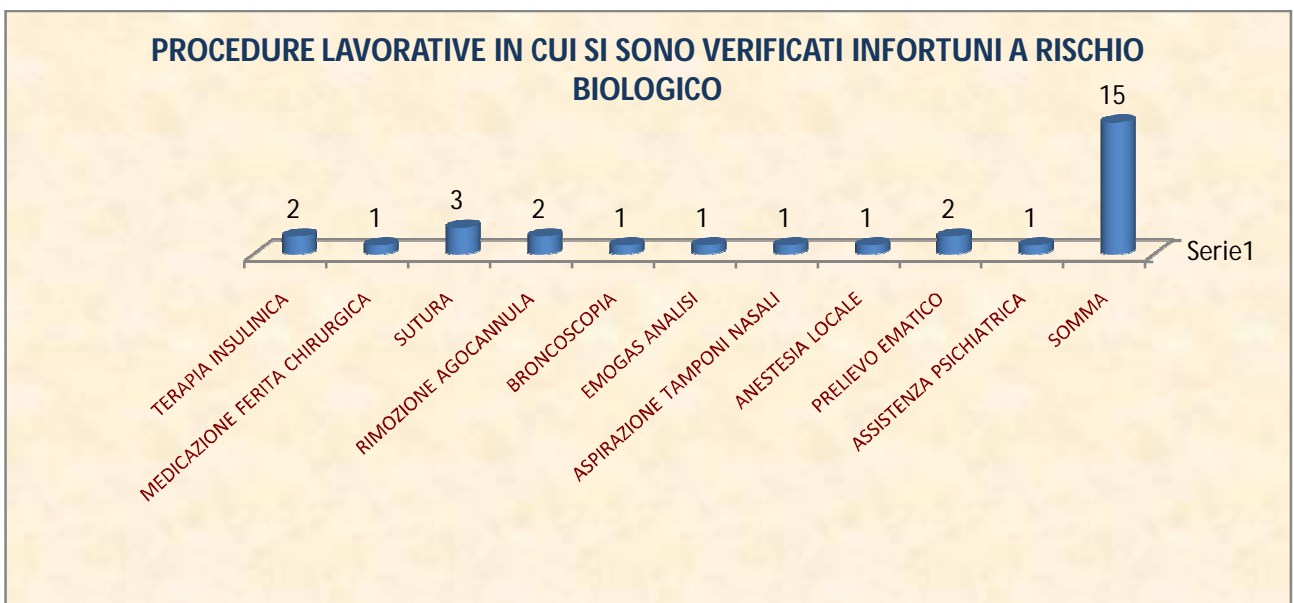 PROCEDURE LAVORATIVE IN CUI SI SONO VERIFICATI INFORTUNI A RISCHIO
BIOLOGICO
2
1
3
2
1
1
1
1
2
1
15
Serie1
TERAPIA INSULINICA
MEDICAZIONE FERITA CHIRURGICA
SUTURA
RIMOZIONE AGOCANNULA
BRONCOSCOPIA
EMOGAS ANALISI
ASPIRAZIONE TAMPONI NASALI
ANESTESIA LOCALE
PRELIEVO EMATICO
ASSISTENZA PSICHIATRICA
SOMMA